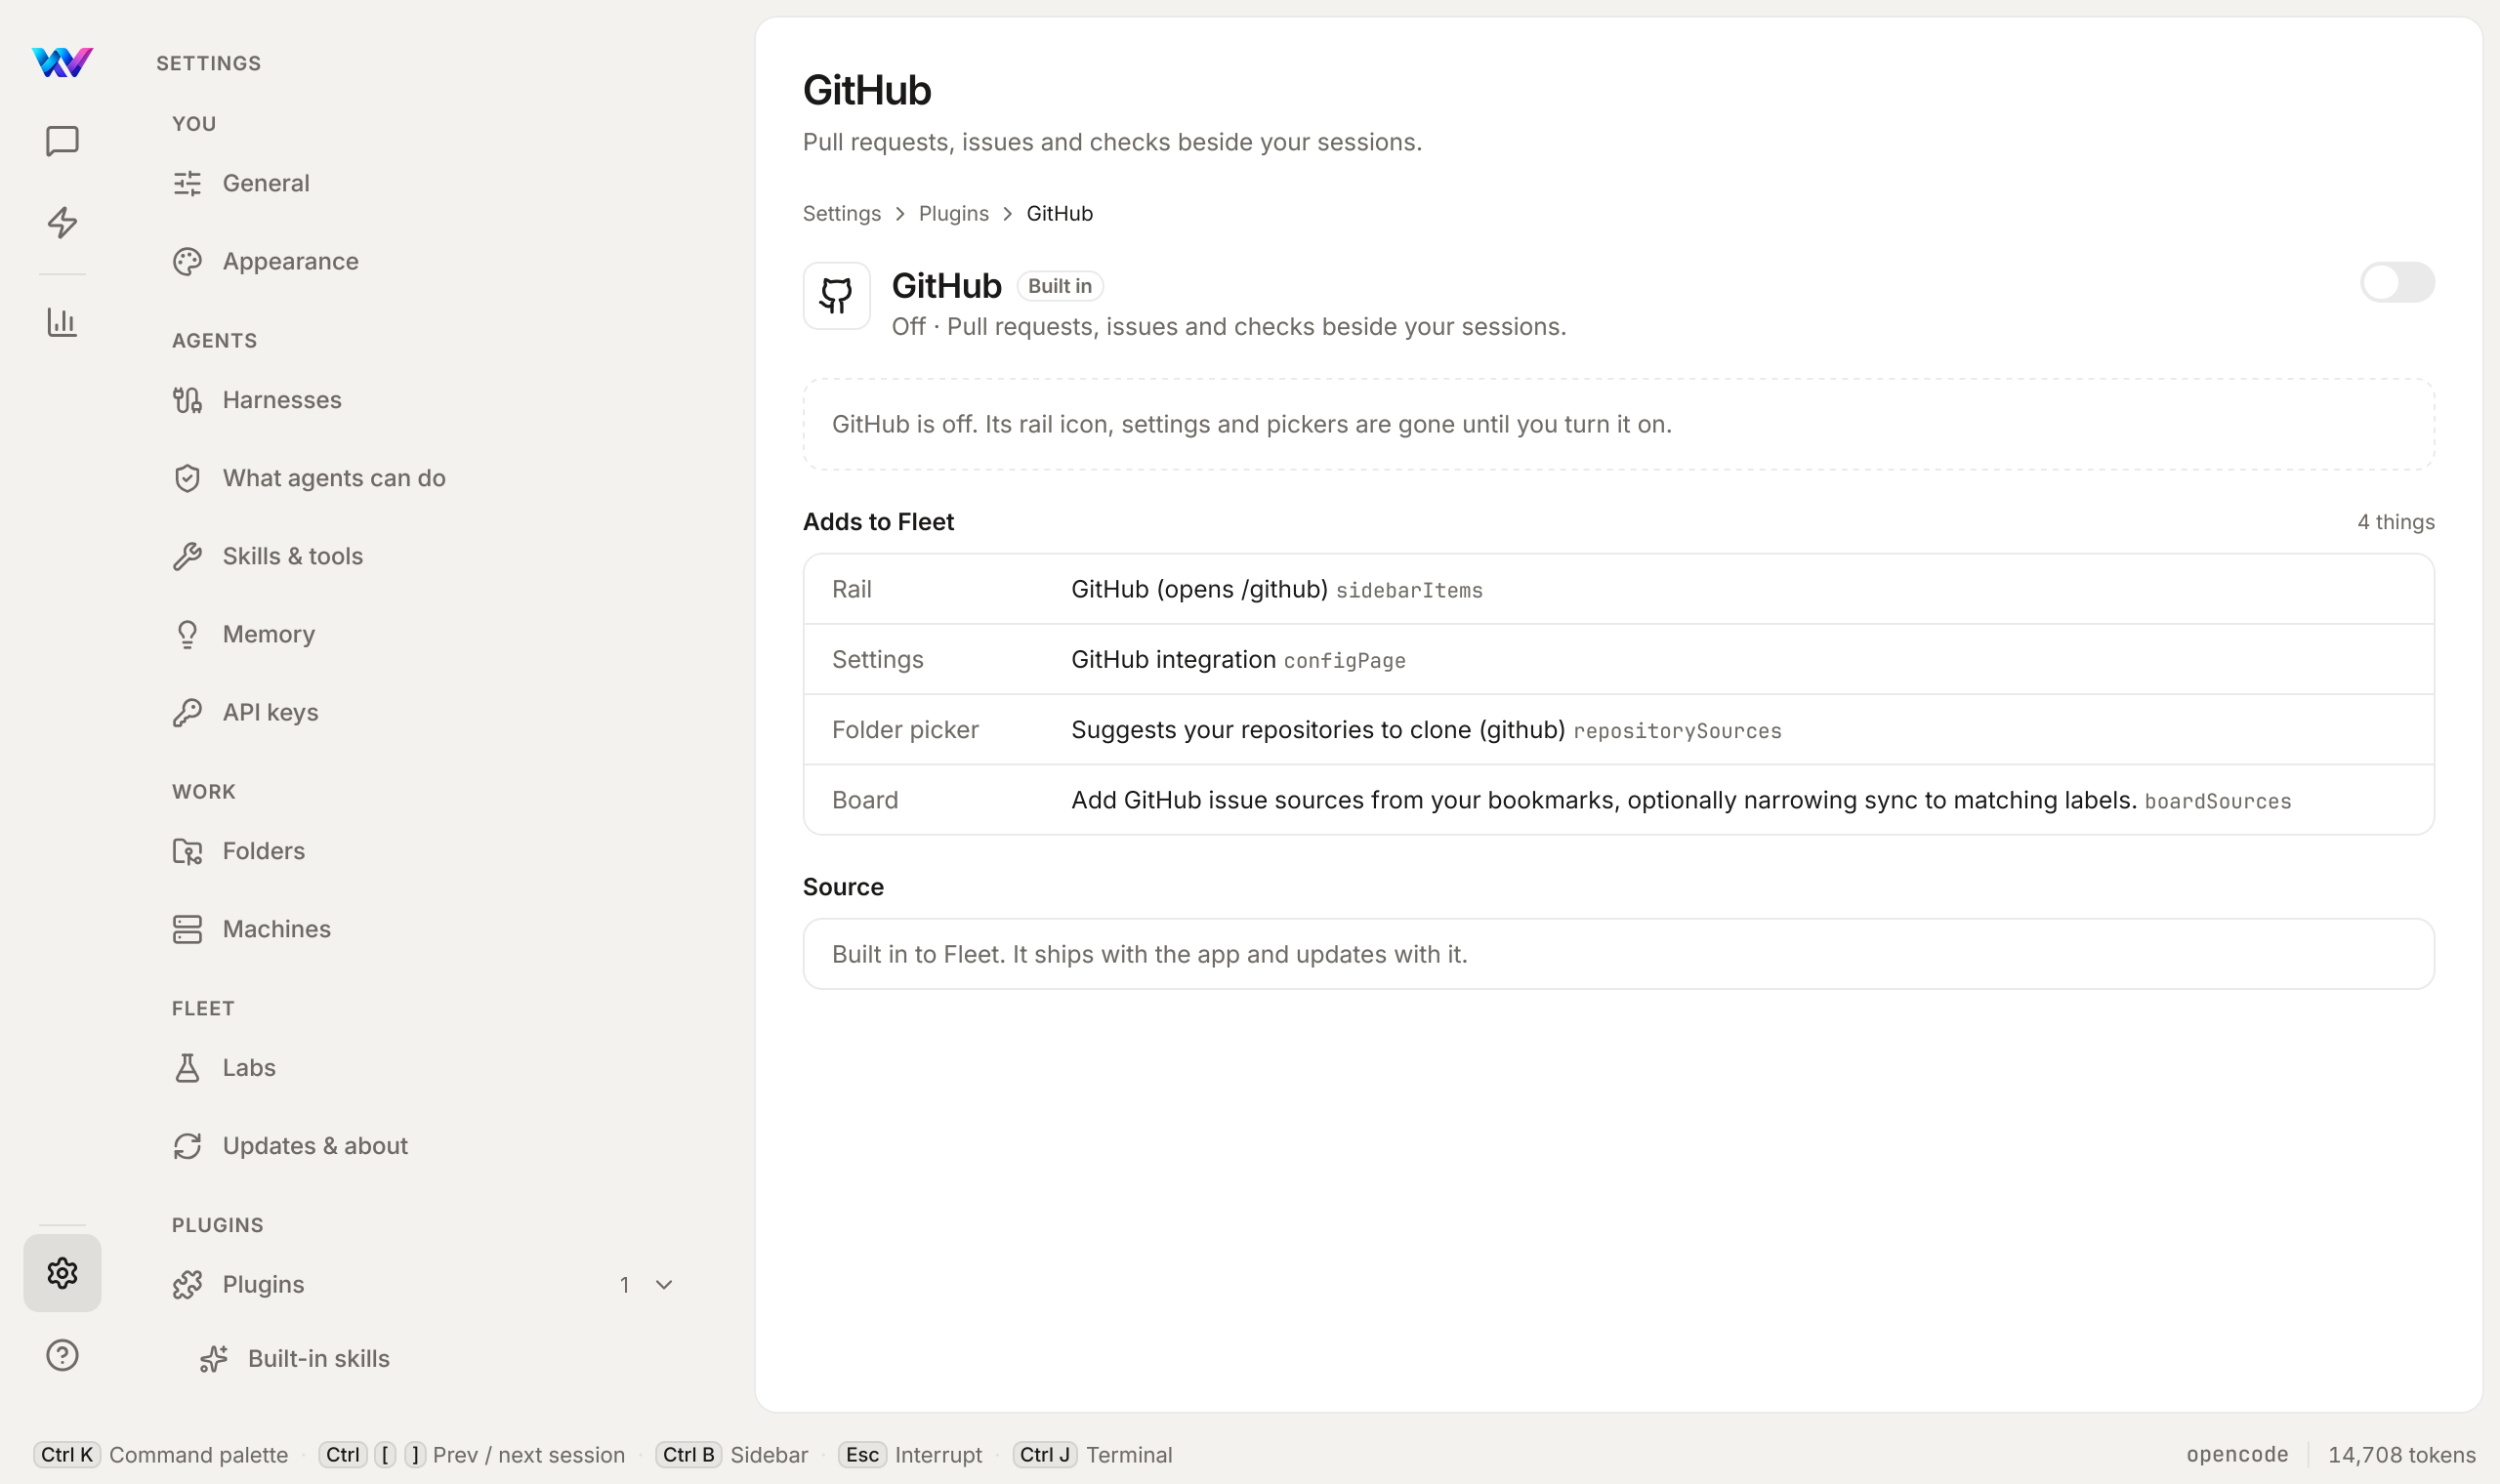 SETTINGS
YOU
General
Appearance
AGENTS
Harnesses
What agents can do
Skills & tools
Memory
API keys
WORK
Folders
Machines
FLEET
Labs
Updates & about
PLUGINS
Plugins 1
Built-in skills
GitHub
Pull requests, issues and checks beside your sessions.
Settings > Plugins > GitHub
GitHub Built in
Off · Pull requests, issues and checks beside your sessions.
GitHub is off. Its rail icon, settings and pickers are gone until you turn it on.
Adds to Fleet 4 things
Rail GitHub (opens /github) sidebarItems
Settings GitHub integration configPage
Folder picker Suggests your repositories to clone (github) repositorySources
Board Add GitHub issue sources from your bookmarks, optionally narrowing sync to matching labels. boardSources
Source
Built in to Fleet. It ships with the app and updates with it.
Ctrl K Command palette · Ctrl [ ] Prev / next session · Ctrl B Sidebar · Esc Interrupt · Ctrl J Terminal opencode 14,708 tokens